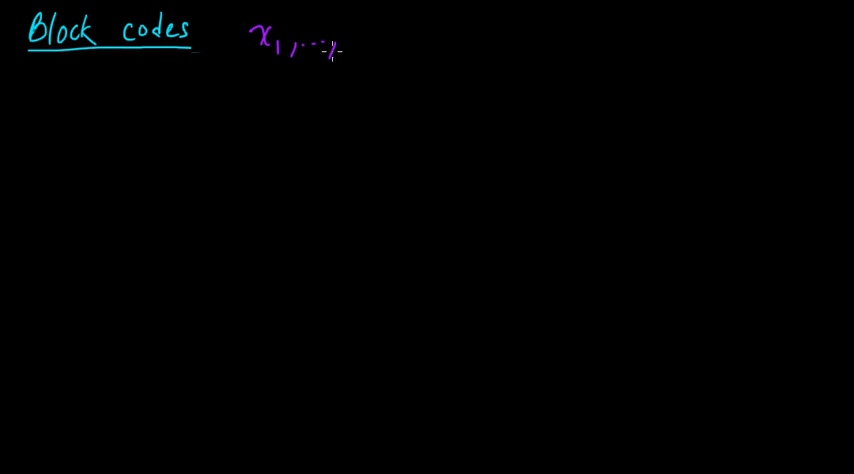 Block codes x₁, ...,